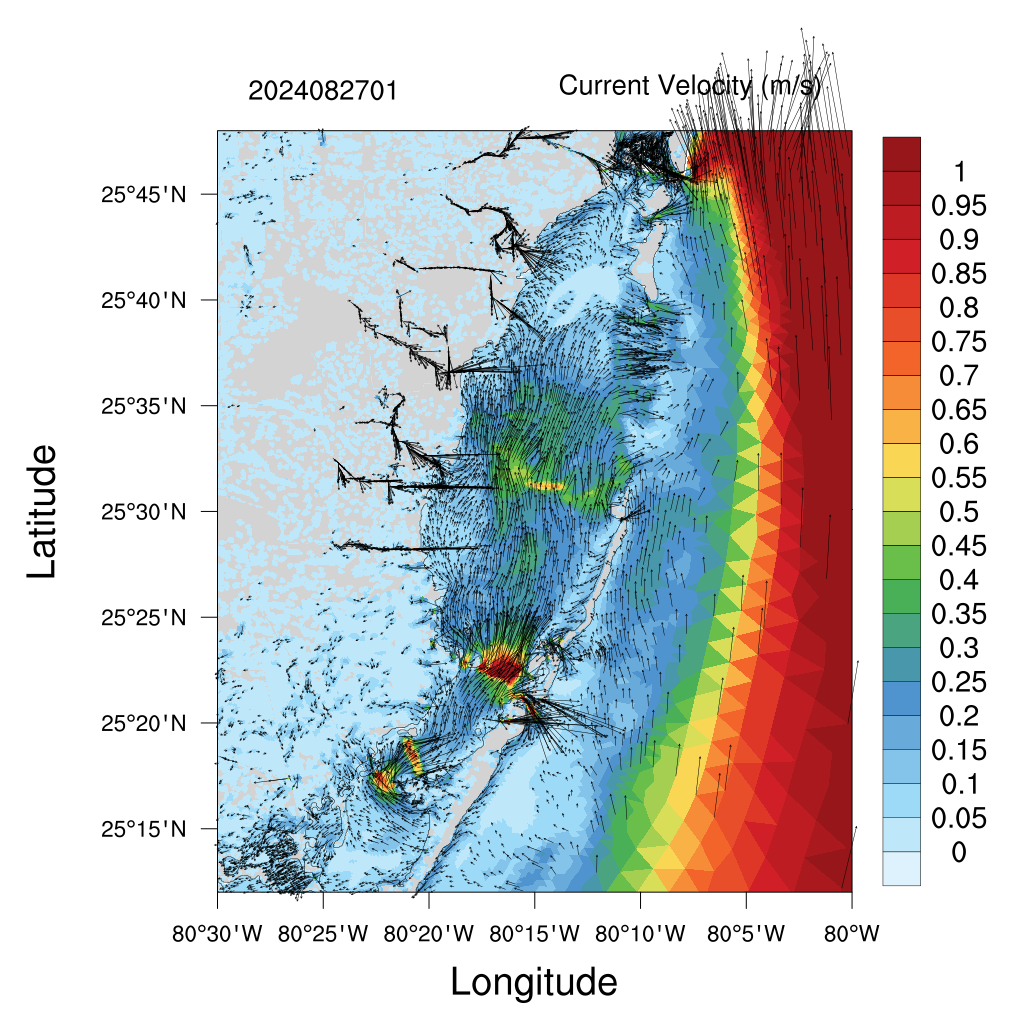 2024082701
Current Velocity (m/s)
25°45'N
25°40'N
25°35'N
25°30'N
25°25'N
25°20'N
25°15'N
Latitude
80°30'W 80°25'W 80°20'W 80°15'W 80°10'W 80°5'W 80°W
Longitude
1
0.95
0.9
0.85
0.8
0.75
0.7
0.65
0.6
0.55
0.5
0.45
0.4
0.35
0.3
0.25
0.2
0.15
0.1
0.05
0